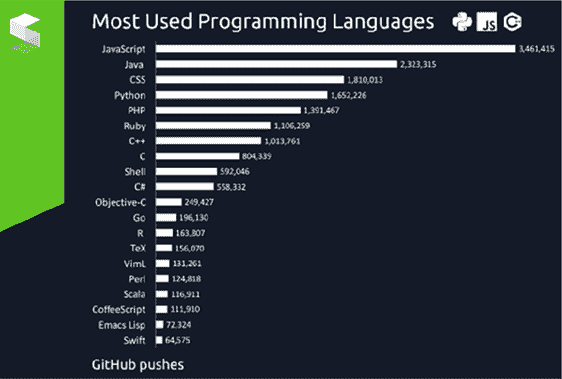 Most Used Programming Languages
JS
JavaScript 3,461,415
Java 2,323,315
CSS 1,810,013
Python 1,652,226
PHP 1,391,467
Ruby 1,106,259
C++ 1,013,761
C 804,339
Shell 592,046
C# 558,332
Objective-C 249,427
Go 196,130
R 163,807
TeX 156,070
VimL 131,261
Perl 124,818
Scala 116,911
CoffeeScript 111,910
Emacs Lisp 72,324
Swift 64,575
GitHub pushes